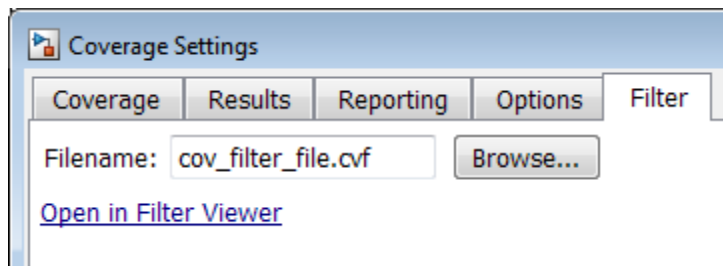 Coverage Settings
Coverage Results Reporting Options Filter
Filename: cov_filter_file.cvf Browse...
Open in Filter Viewer